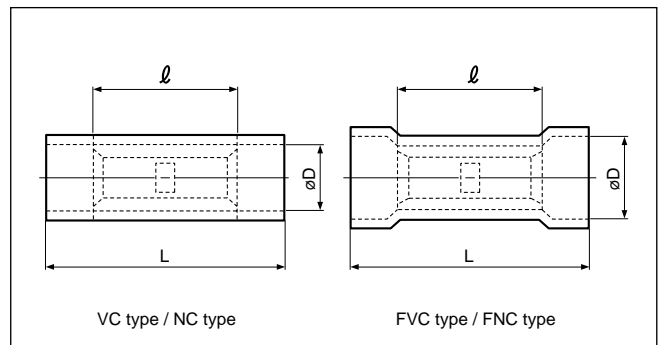 ℓ ℓ
øD øD
L L
VC type / NC type FVC type / FNC type